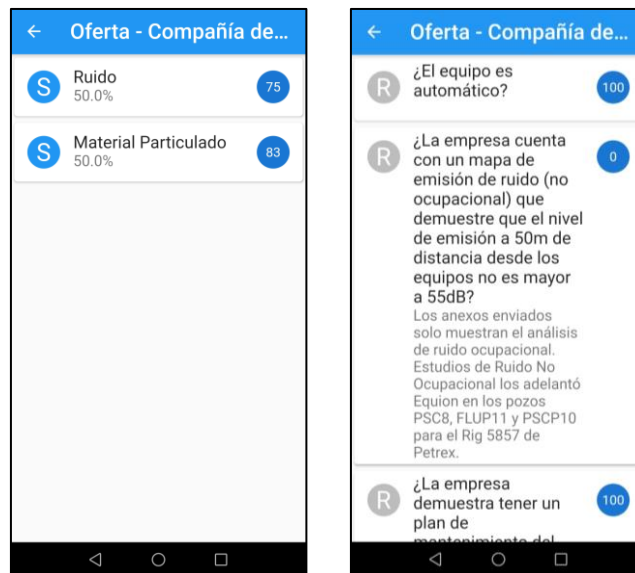 Oferta - Compañía de...
S
Ruido
50.0%
75
S
Material Particulado
50.0%
83
Oferta - Compañía de...
R
¿El equipo es
automático?
100
R
¿La empresa cuenta
con un mapa de
emisión de ruido (no
ocupacional) que
demuestre que el nivel
de emisión a 50m de
distancia desde los
equipos no es mayor
a 55dB?
0
Los anexos enviados
solo muestran el análisis
de ruido ocupacional.
Estudios de Ruido No
Ocupacional los adelantó
Equion en los pozos
PSC8, FLUP11 y PSCP10
para el Rig 5857 de
Petrex.
R
¿La empresa
demuestra tener un
plan de
mantenimiento del
100